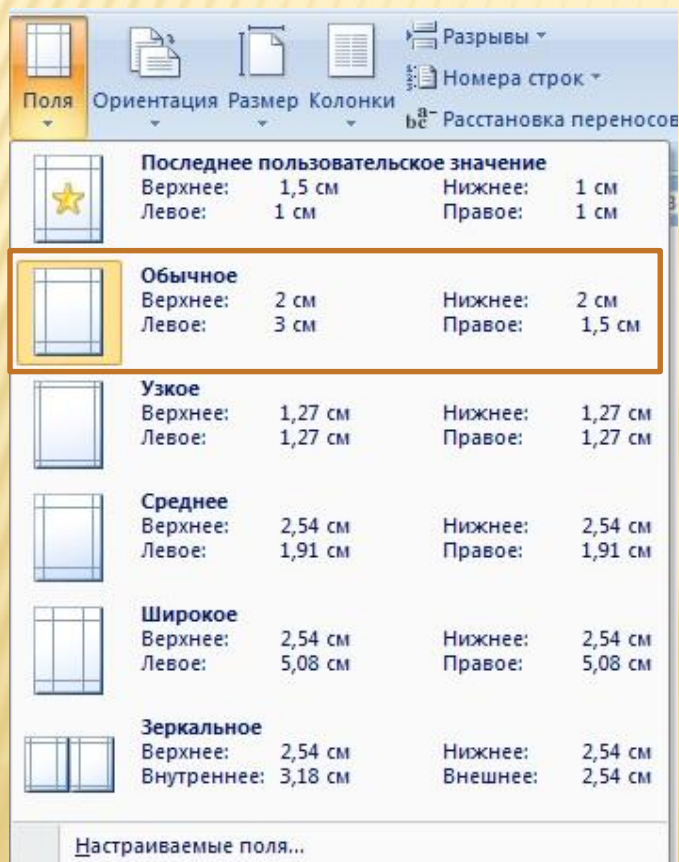 Разрывы
Номера строк
Поля Ориентация Размер Колонки
Расстановка переносов
Последнее пользовательское значение
Верхнее: 1,5 см Нижнее: 1 см
Левое: 1 см Правое: 1 см
Обычное
Верхнее: 2 см Нижнее: 2 см
Левое: 3 см Правое: 1,5 см
Узкое
Верхнее: 1,27 см Нижнее: 1,27 см
Левое: 1,27 см Правое: 1,27 см
Среднее
Верхнее: 2,54 см Нижнее: 2,54 см
Левое: 1,91 см Правое: 1,91 см
Широкое
Верхнее: 2,54 см Нижнее: 2,54 см
Левое: 5,08 см Правое: 5,08 см
Зеркальное
Верхнее: 2,54 см Нижнее: 2,54 см
Внутреннее: 3,18 см Внешнее: 2,54 см
Настраиваемые поля...